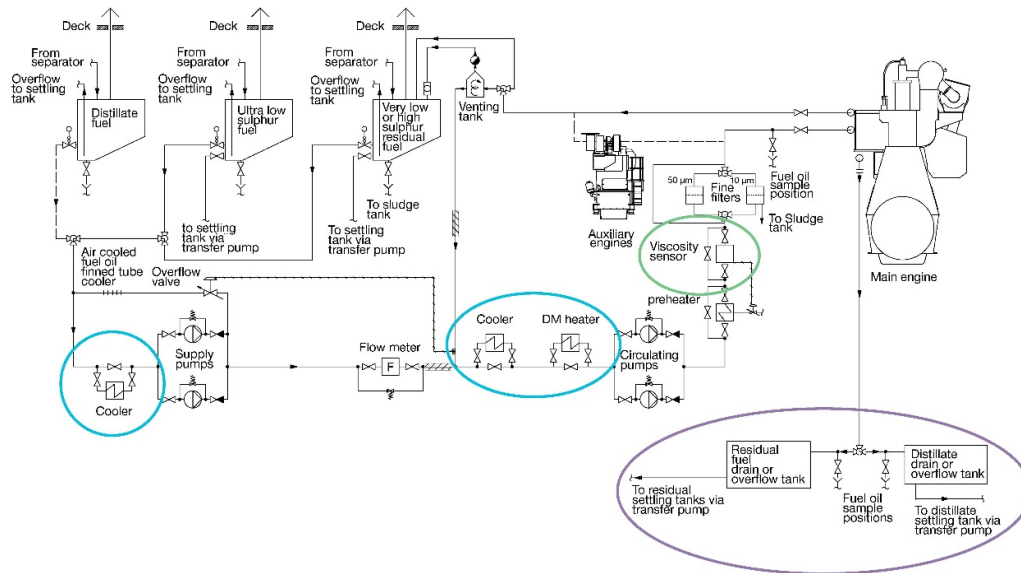 Deck
Deck
Deck
From
separator
Overflow
to settling
tank
Distillate
fuel
From
separator
Overflow
to settling
tank
Ultra low
sulphur
fuel
From
separator
Overflow
to settling
tank
Very low
or high
sulphur
residual
fuel
Venting
tank
to settling
tank via
transfer pump
To sludge
tank
To settling
tank via
transfer pump
Auxiliary
engines
50 µm
10 µm
Fine
filters
Fuel oil
sample
position
To Sludge
tank
Viscosity
sensor
Main engine
Air cooled
fuel oil
finned tube
cooler
Overflow
valve
preheater
Cooler
Supply
pumps
Flow meter
F
Cooler
DM heater
Circulating
pumps
Residual
fuel
drain or
overflow tank
Distillate
drain or
overflow tank
To residual
settling tanks via
transfer pump
Fuel oil
sample
positions
To distillate
settling tank via
transfer pump